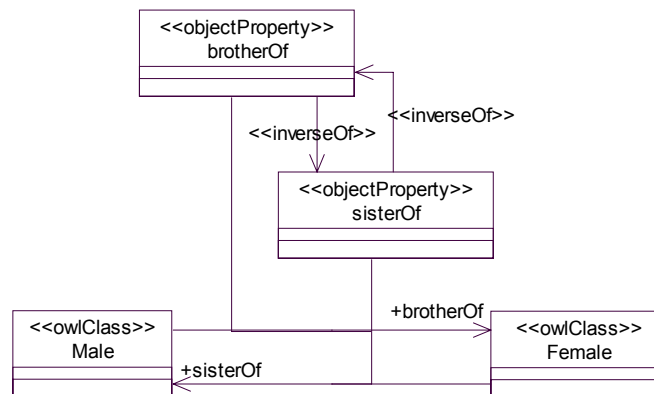 <<objectProperty>>
brotherOf
<<inverseOf>>
<<inverseOf>>
<<objectProperty>>
sisterOf
+brotherOf
<<owlClass>>
Male
<<owlClass>>
Female
+sisterOf